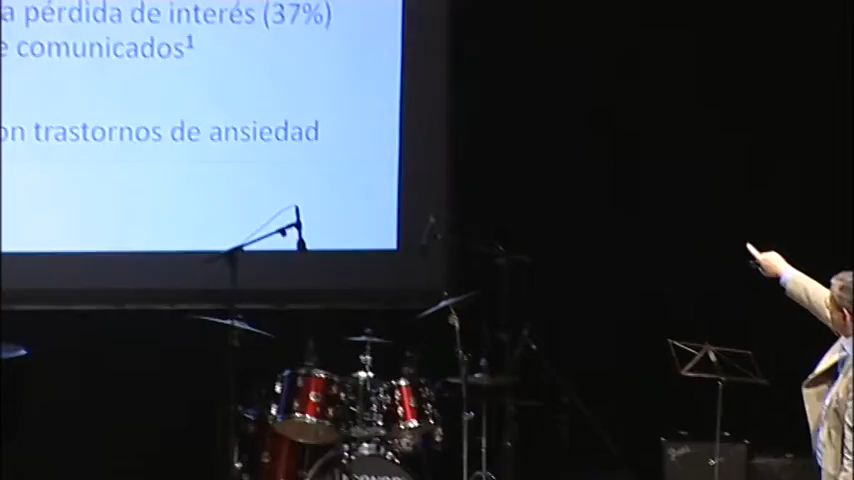 a pérdida de interés (37%)
e comunicados¹
on trastornos de ansiedad